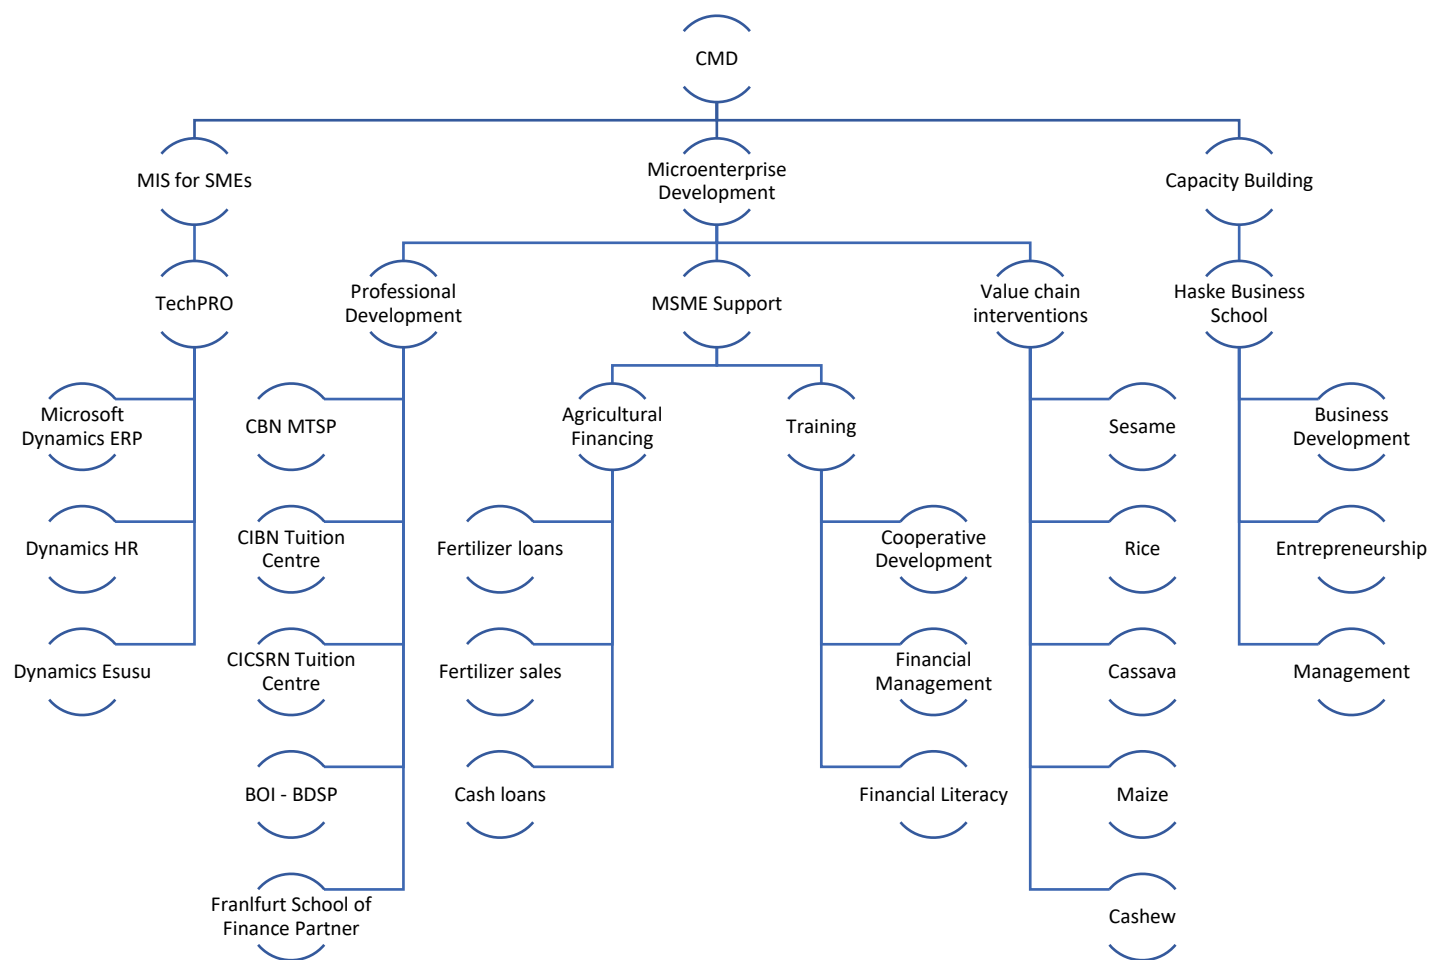 CMD
MIS for SMEs
Microenterprise
Development
Capacity Building
TechPRO
Professional
Development
MSME Support
Value chain
interventions
Haske Business
School
Microsoft
Dynamics ERP
CBN MTSP
Agricultural
Financing
Training
Sesame
Business
Development
Dynamics HR
CIBN Tuition
Centre
Fertilizer loans
Cooperative
Development
Rice
Entrepreneurship
Dynamics Esusu
CICSRN Tuition
Centre
Fertilizer sales
Financial
Management
Cassava
Management
BOI - BDSP
Cash loans
Financial Literacy
Maize
Franlfurt School of
Finance Partner
Cashew